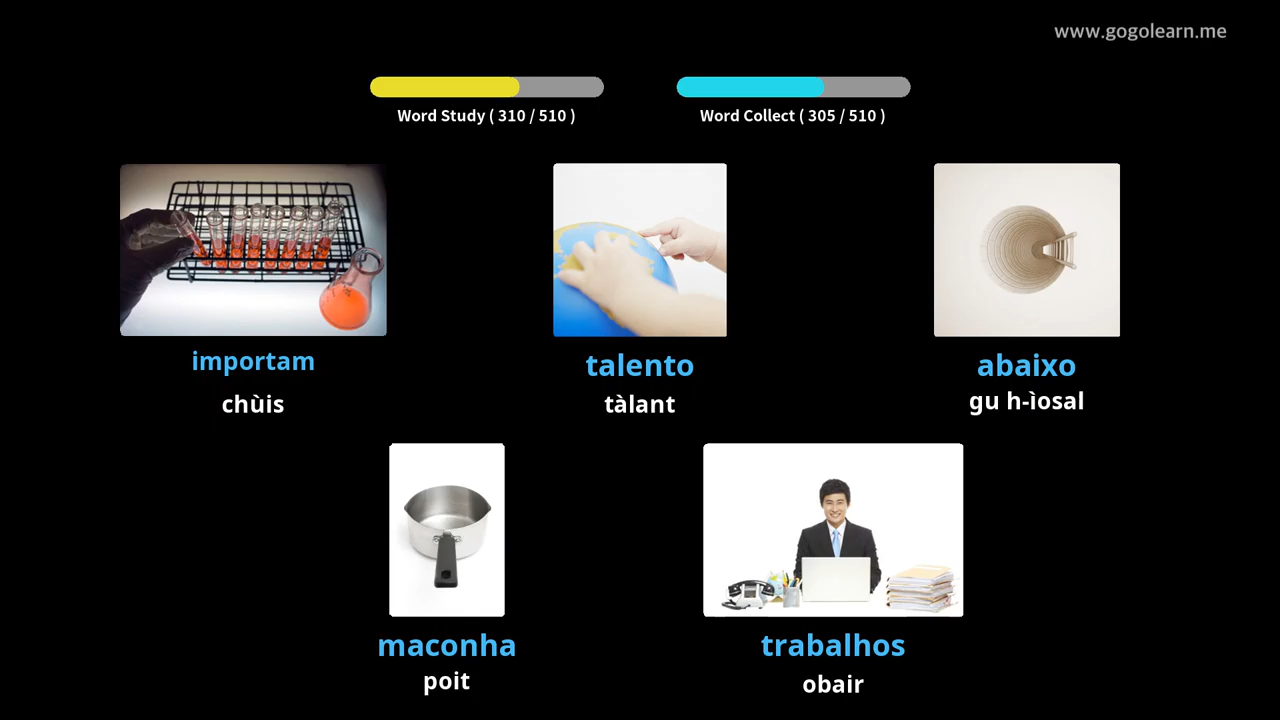 www.gogolearn.me
Word Study ( 310 / 510 )
Word Collect ( 305 / 510 )
importam
chùis
talento
tàlant
abaixo
gu h-ìosal
maconha
poit
trabalhos
obair